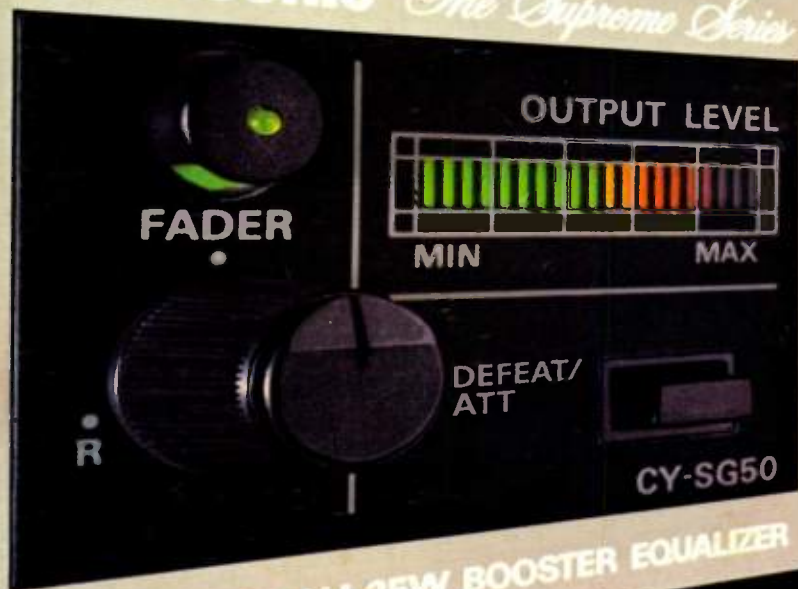 The Supreme Series
OUTPUT LEVEL
MIN MAX
FADER
R
DEFEAT/
ATT
CY-SG50
BOOSTER EQUALIZER